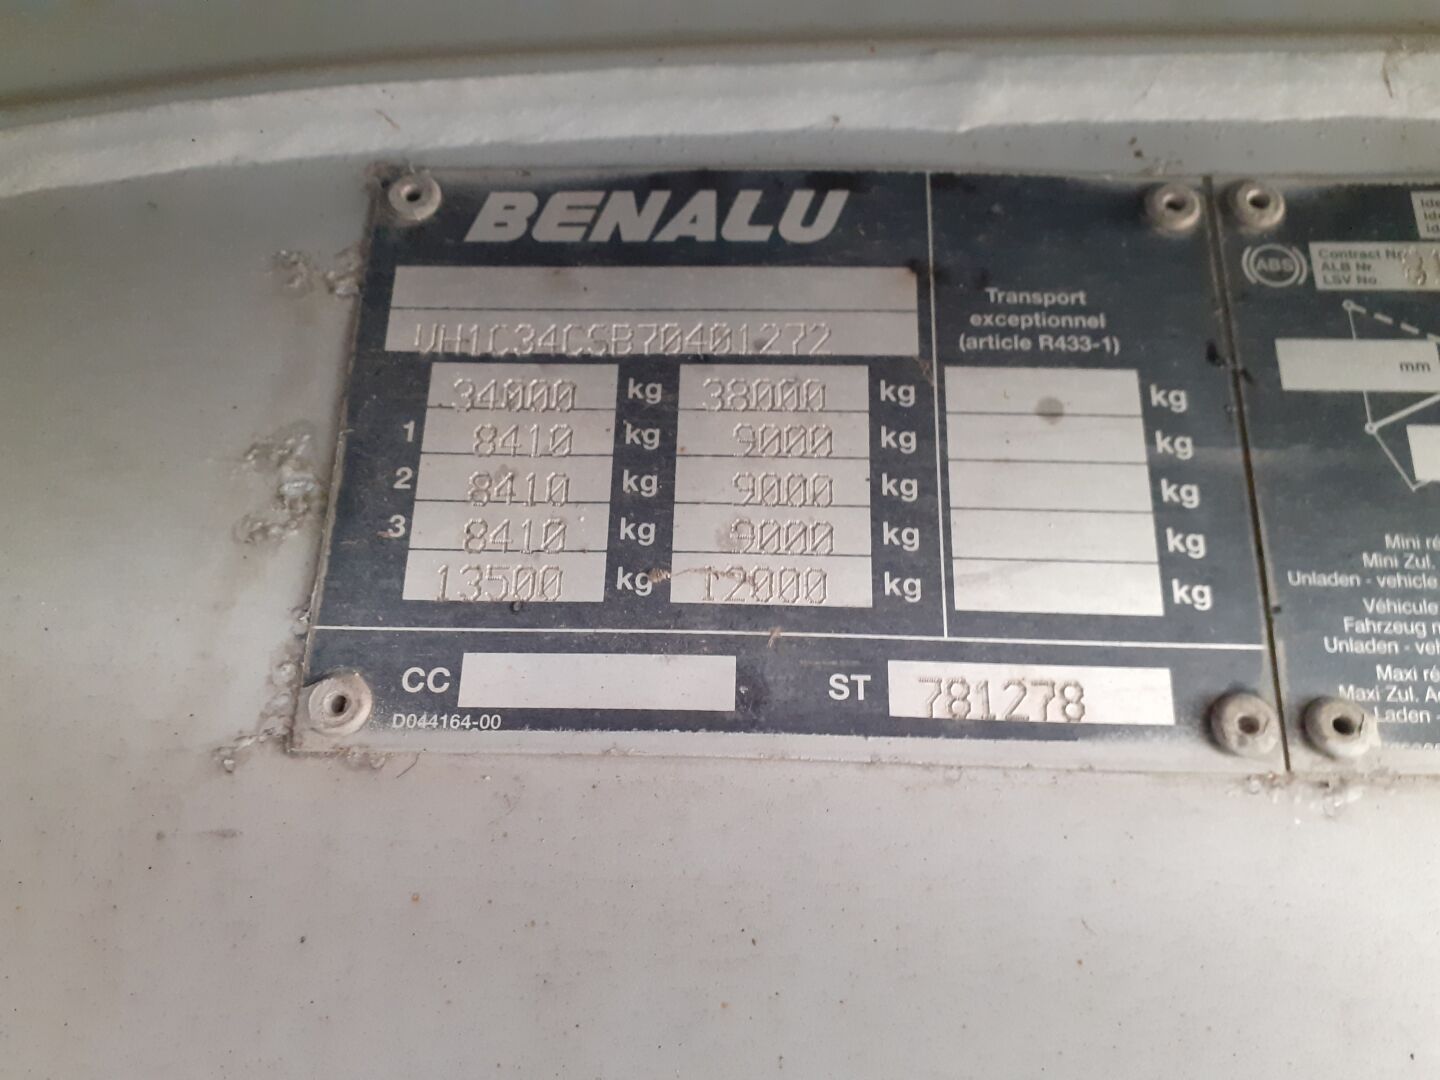 BENALU
VH1C34CSB70401272
34000 kg 38000 kg kg
1 8410 kg 9000 kg kg
2 8410 kg 9000 kg kg
3 8410 kg 9000 kg kg
13500 kg 12000 kg kg
Transport
exceptionnel
(article R433-1)
CC
ST 781278
D044164-00
ABS
Contract No
ALB Nr.
LSV No.
mm
Mini
Mini Zul.
Unladen - vehicle
Véhicule
Fahrzeug
Unladen -
Maxi
Maxi Zul.
Laden -